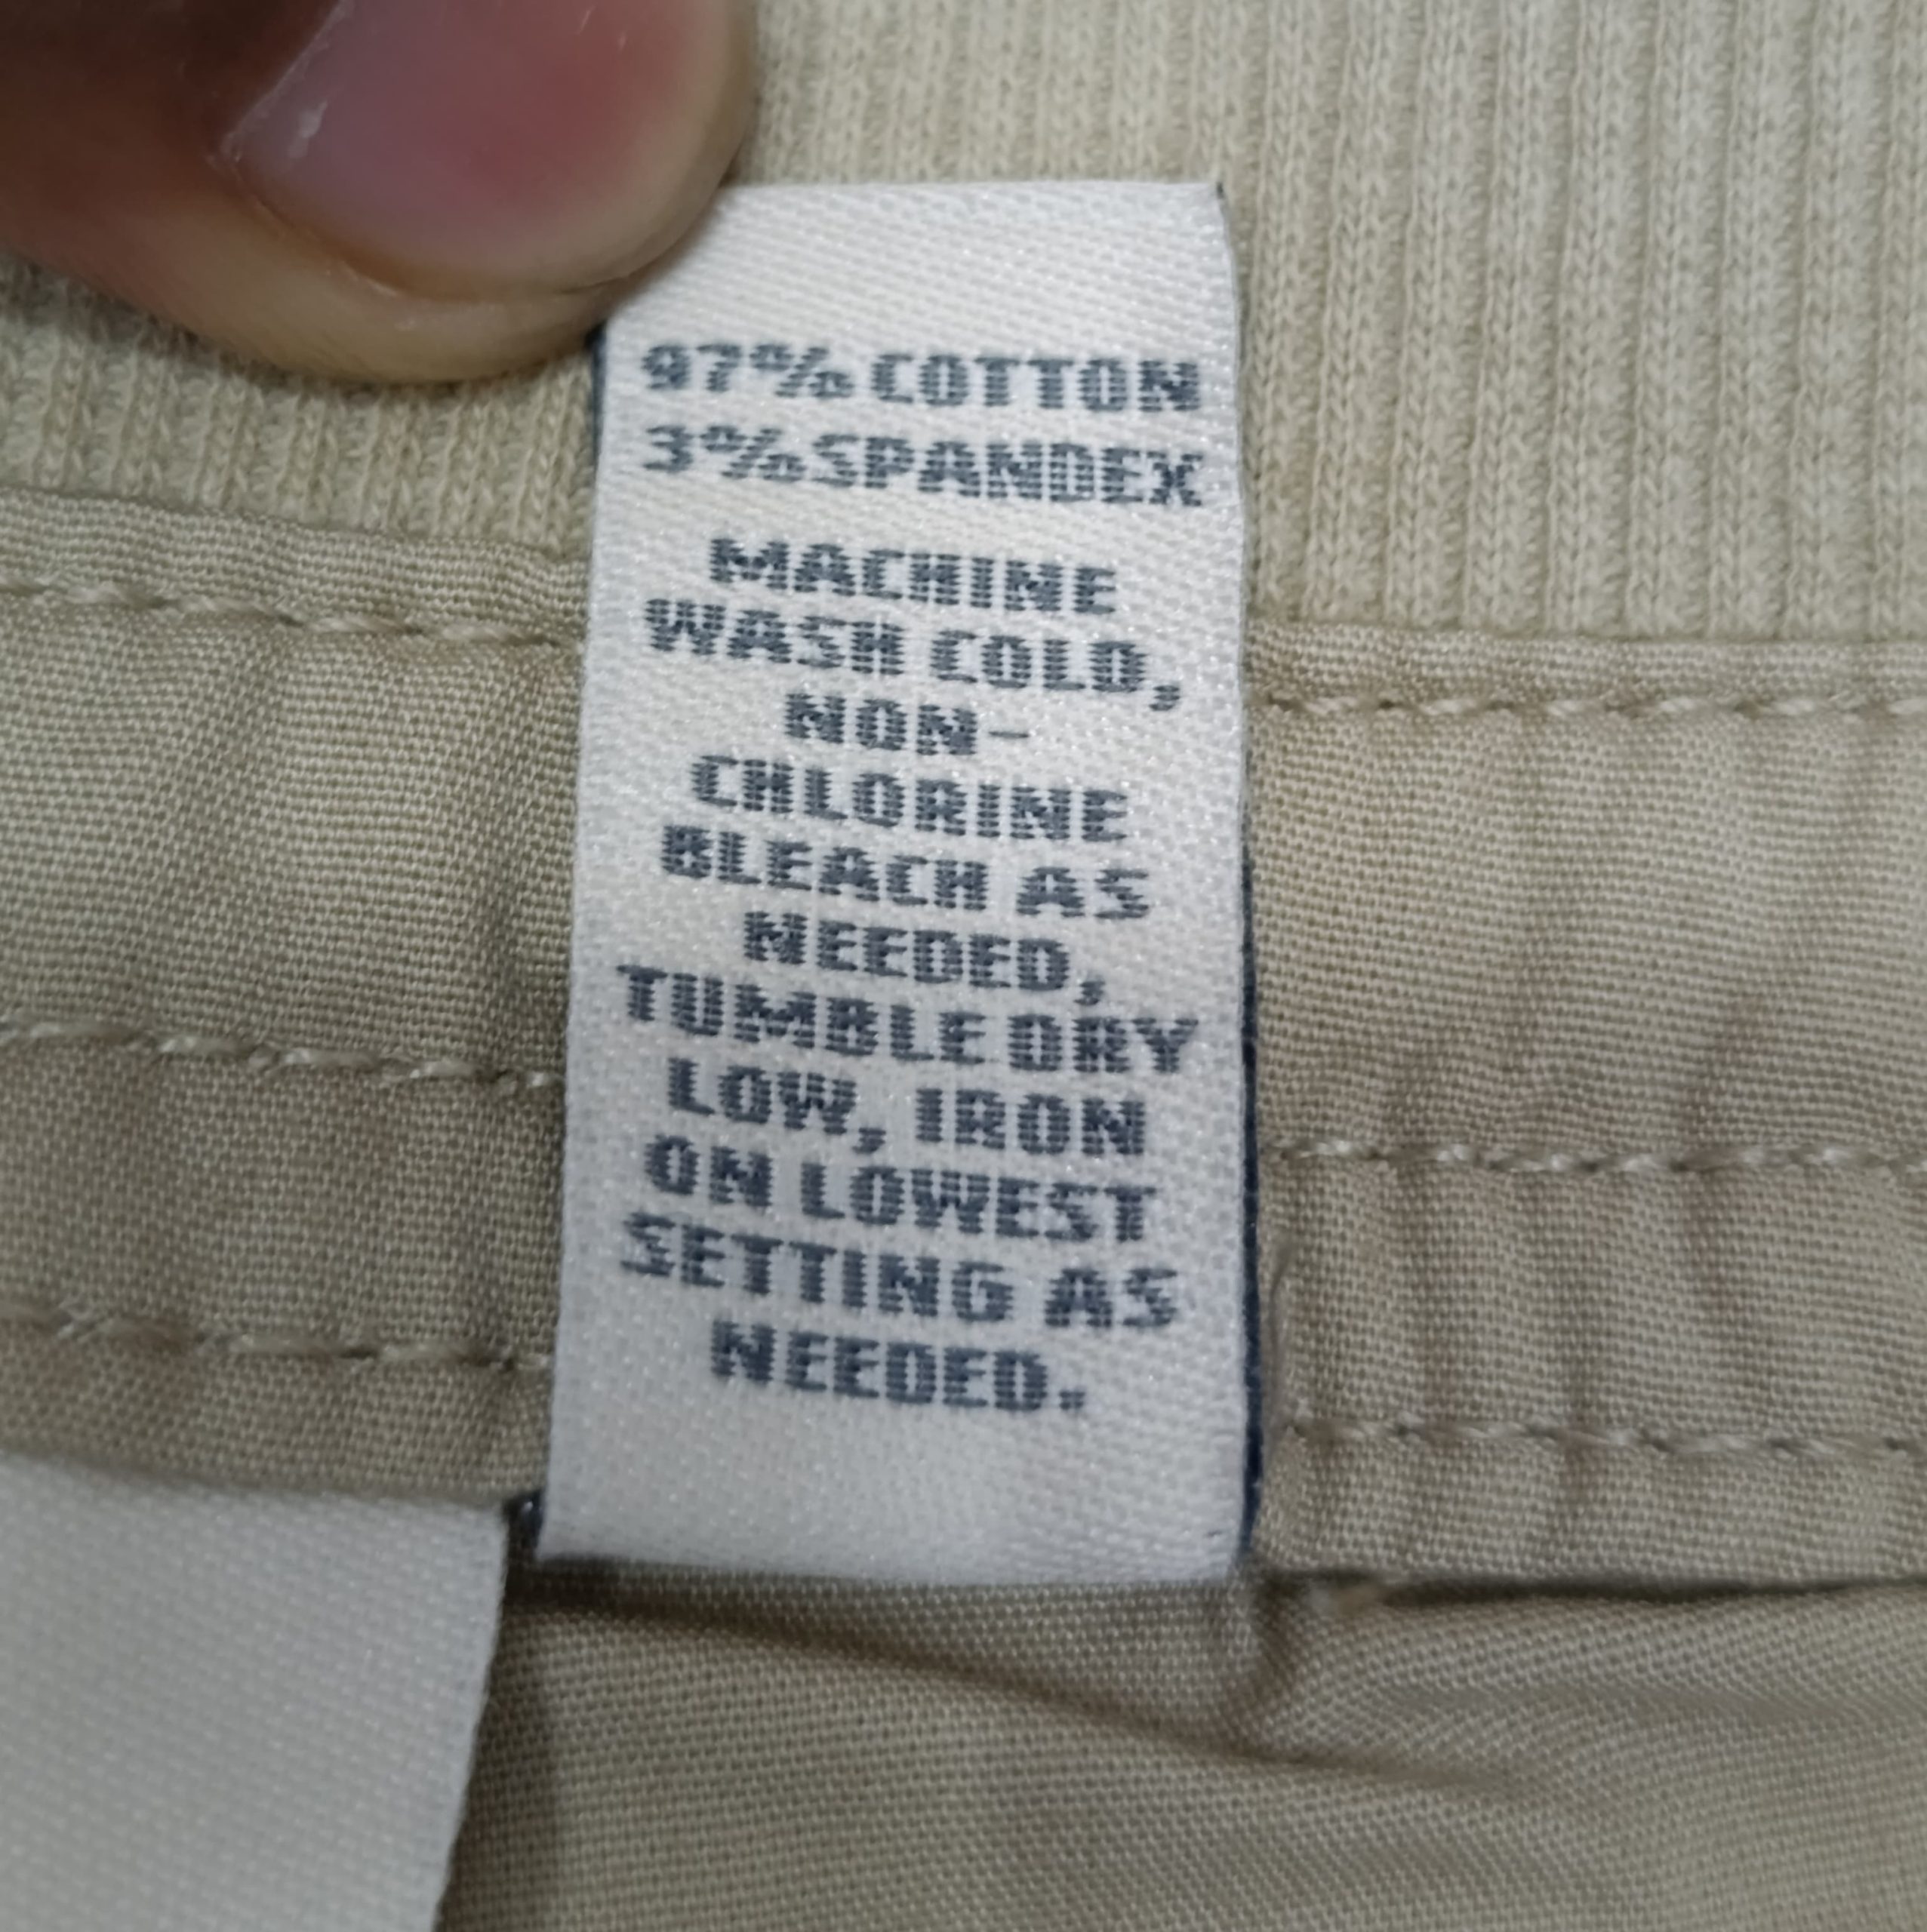 97% COTTON
3% SPANDEX
MACHINE
WASH COLD,
NON-
CHLORINE
BLEACH AS
NEEDED,
TUMBLE DRY
LOW, IRON
ON LOWEST
SETTING AS
NEEDED.